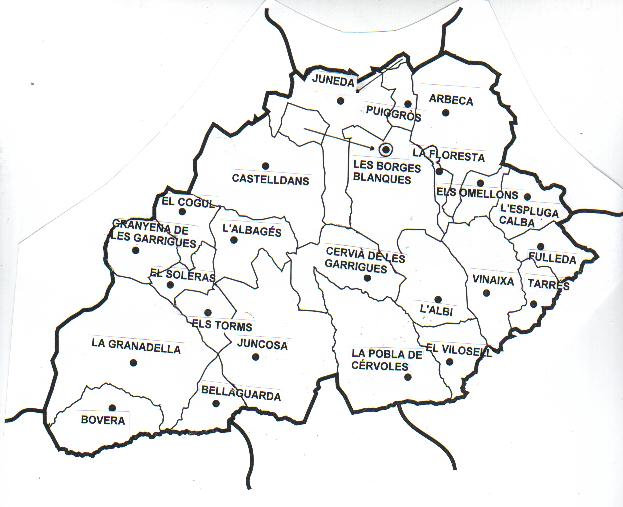 JUNEDA
PUIGGRÒS
ARBECA
LA FLORESTA
LES BORGES
BLANQUES
CASTELLDANS
ELS OMELLONS
L'ESPLUGA
CALBA
EL COGUL
GRANYENA DE
LES GARRIGUES
L'ALBAGÉS
CERVIÀ DE LES
GARRIGUES
FULLEDA
EL SOLERÀS
VINAIXA
TARRÉS
ELS TORMS
L'ALBI
LA GRANADELLA
JUNCOSA
LA POBLA DE
CÉRVOLES
EL VILOSELL
BELLAGUARDA
BOVERA